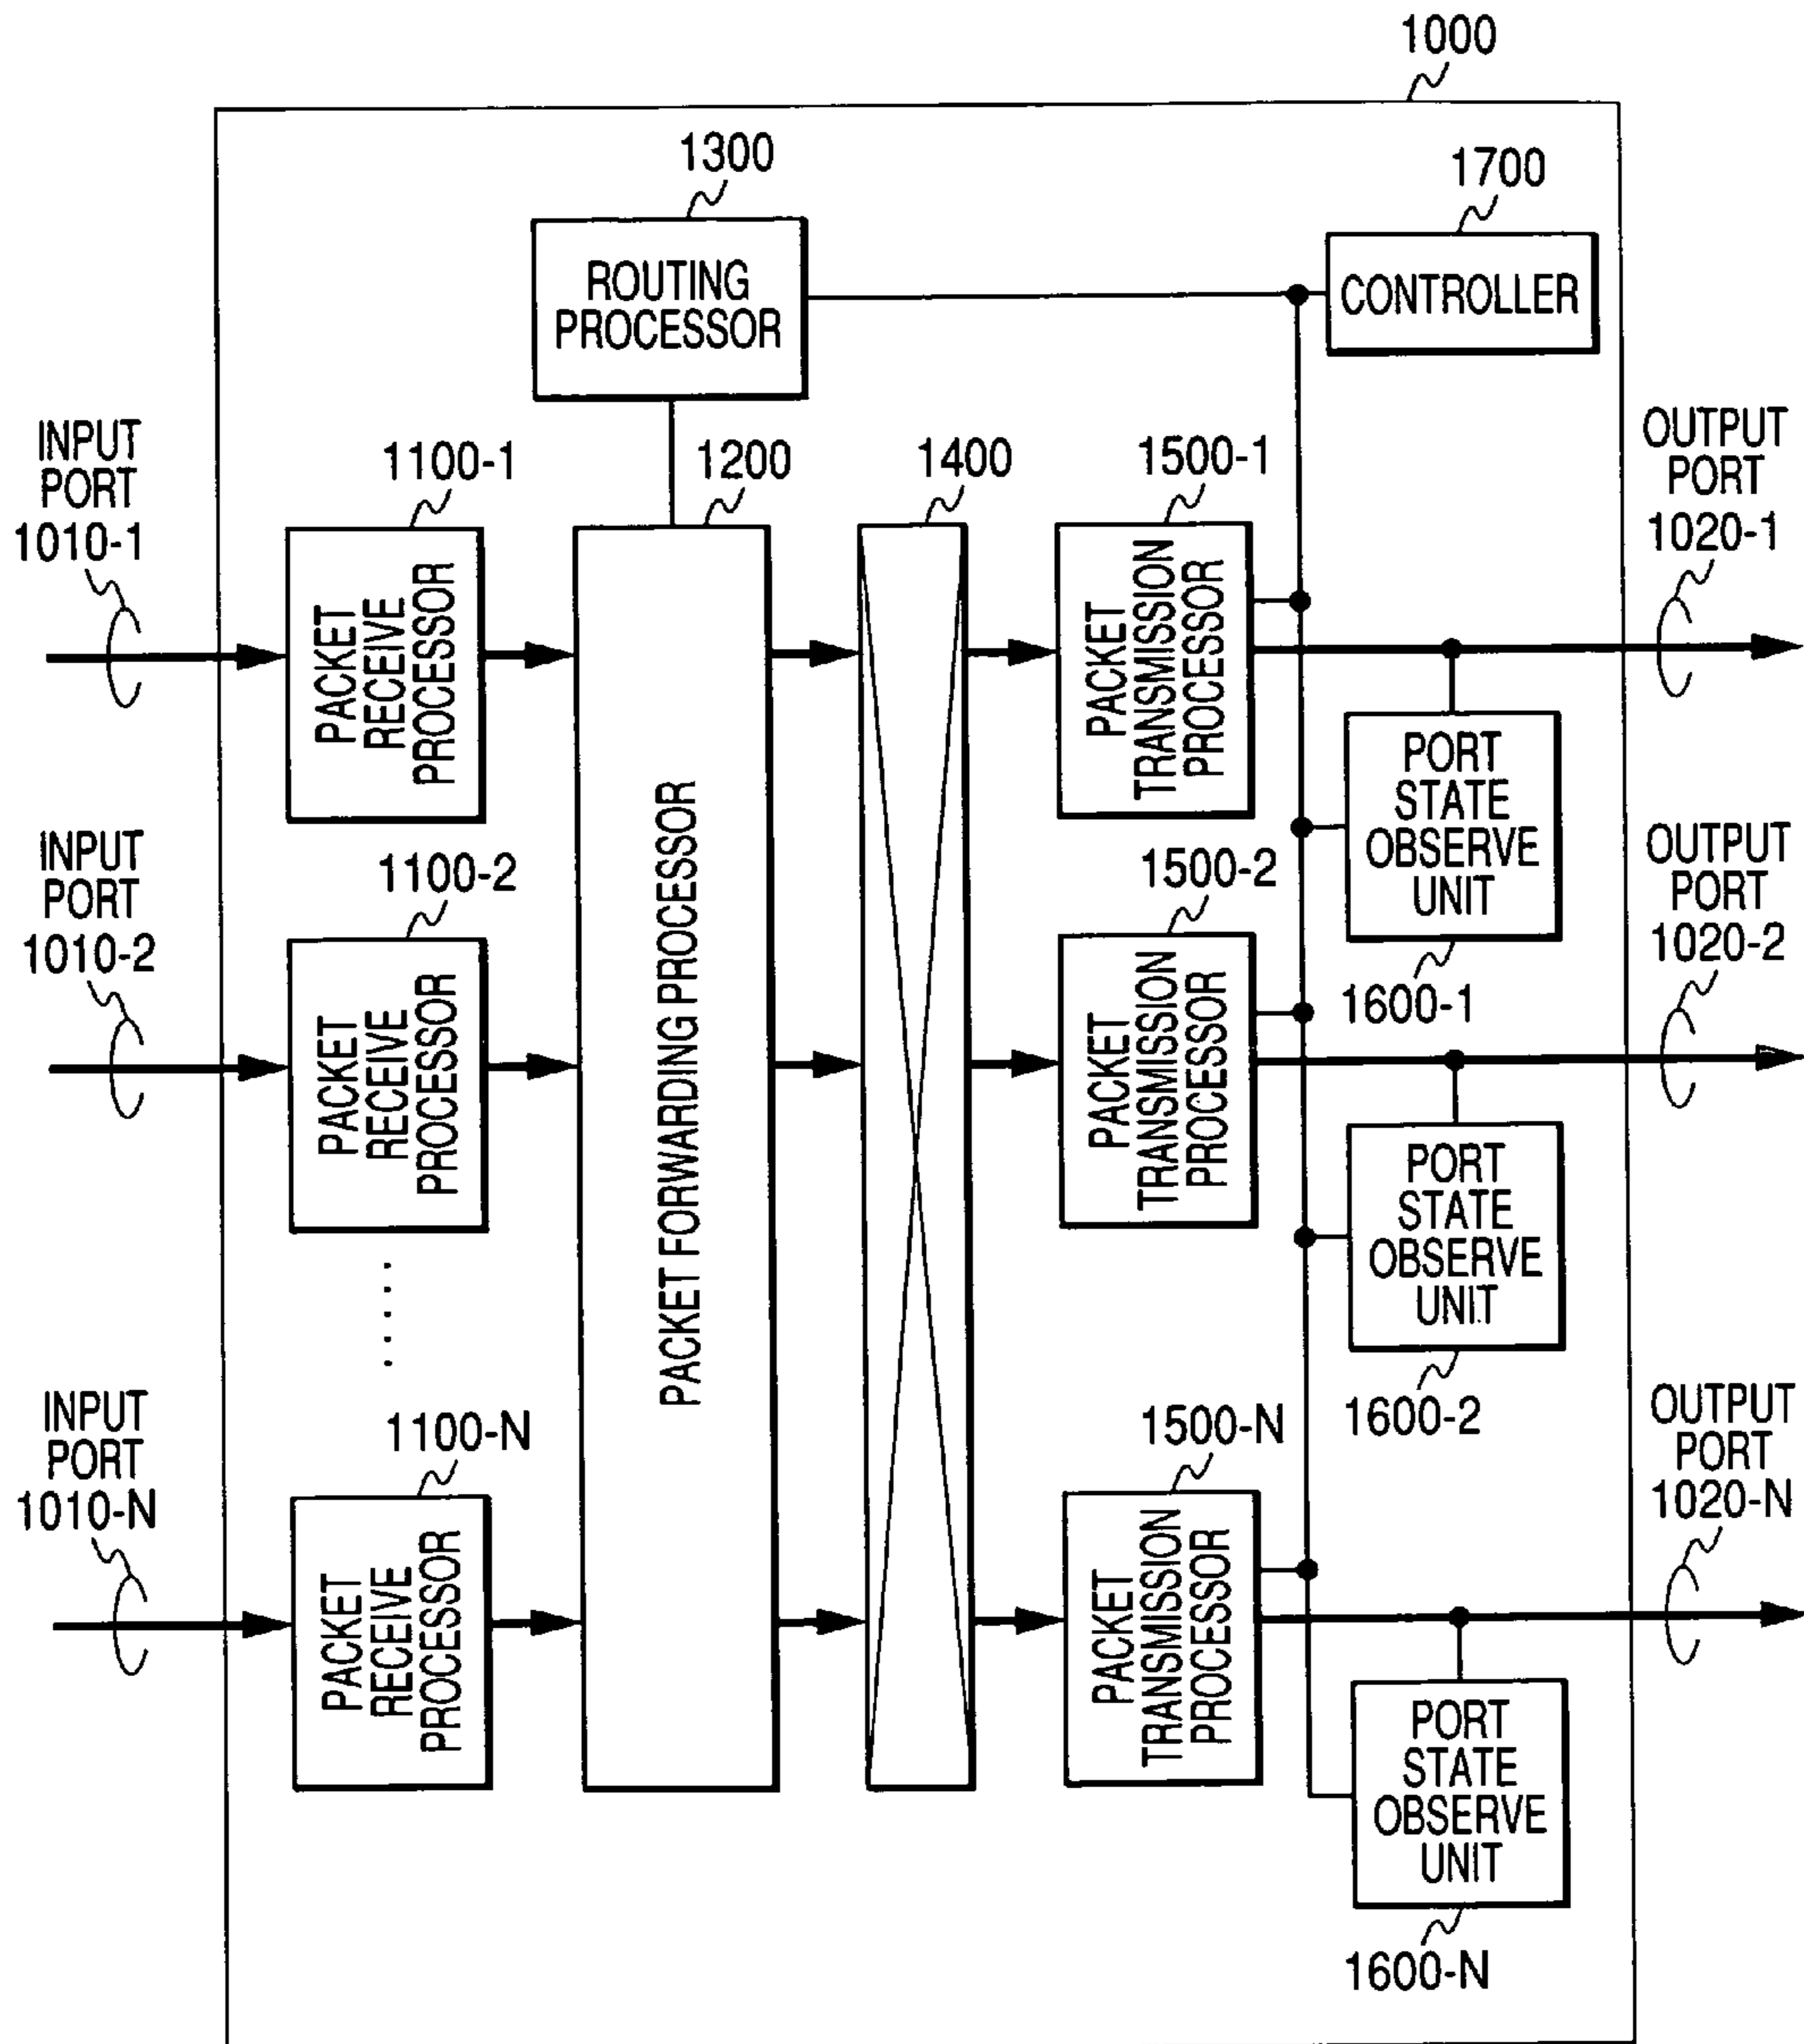 1000
1300
ROUTING
PROCESSOR
1700
CONTROLLER
INPUT
PORT
1010-1
1100-1
PACKET
RECEIVE
PROCESSOR
1200
PACKET FORWARDING PROCESSOR
1400
1500-1
PACKET
TRANSMISSION
PROCESSOR
OUTPUT
PORT
1020-1
PORT
STATE
OBSERVE
UNIT
1600-1
INPUT
PORT
1010-2
1100-2
PACKET
RECEIVE
PROCESSOR
1500-2
PACKET
TRANSMISSION
PROCESSOR
OUTPUT
PORT
1020-2
PORT
STATE
OBSERVE
UNIT
1600-2
.....
INPUT
PORT
1010-N
1100-N
PACKET
RECEIVE
PROCESSOR
1500-N
PACKET
TRANSMISSION
PROCESSOR
OUTPUT
PORT
1020-N
PORT
STATE
OBSERVE
UNIT
1600-N